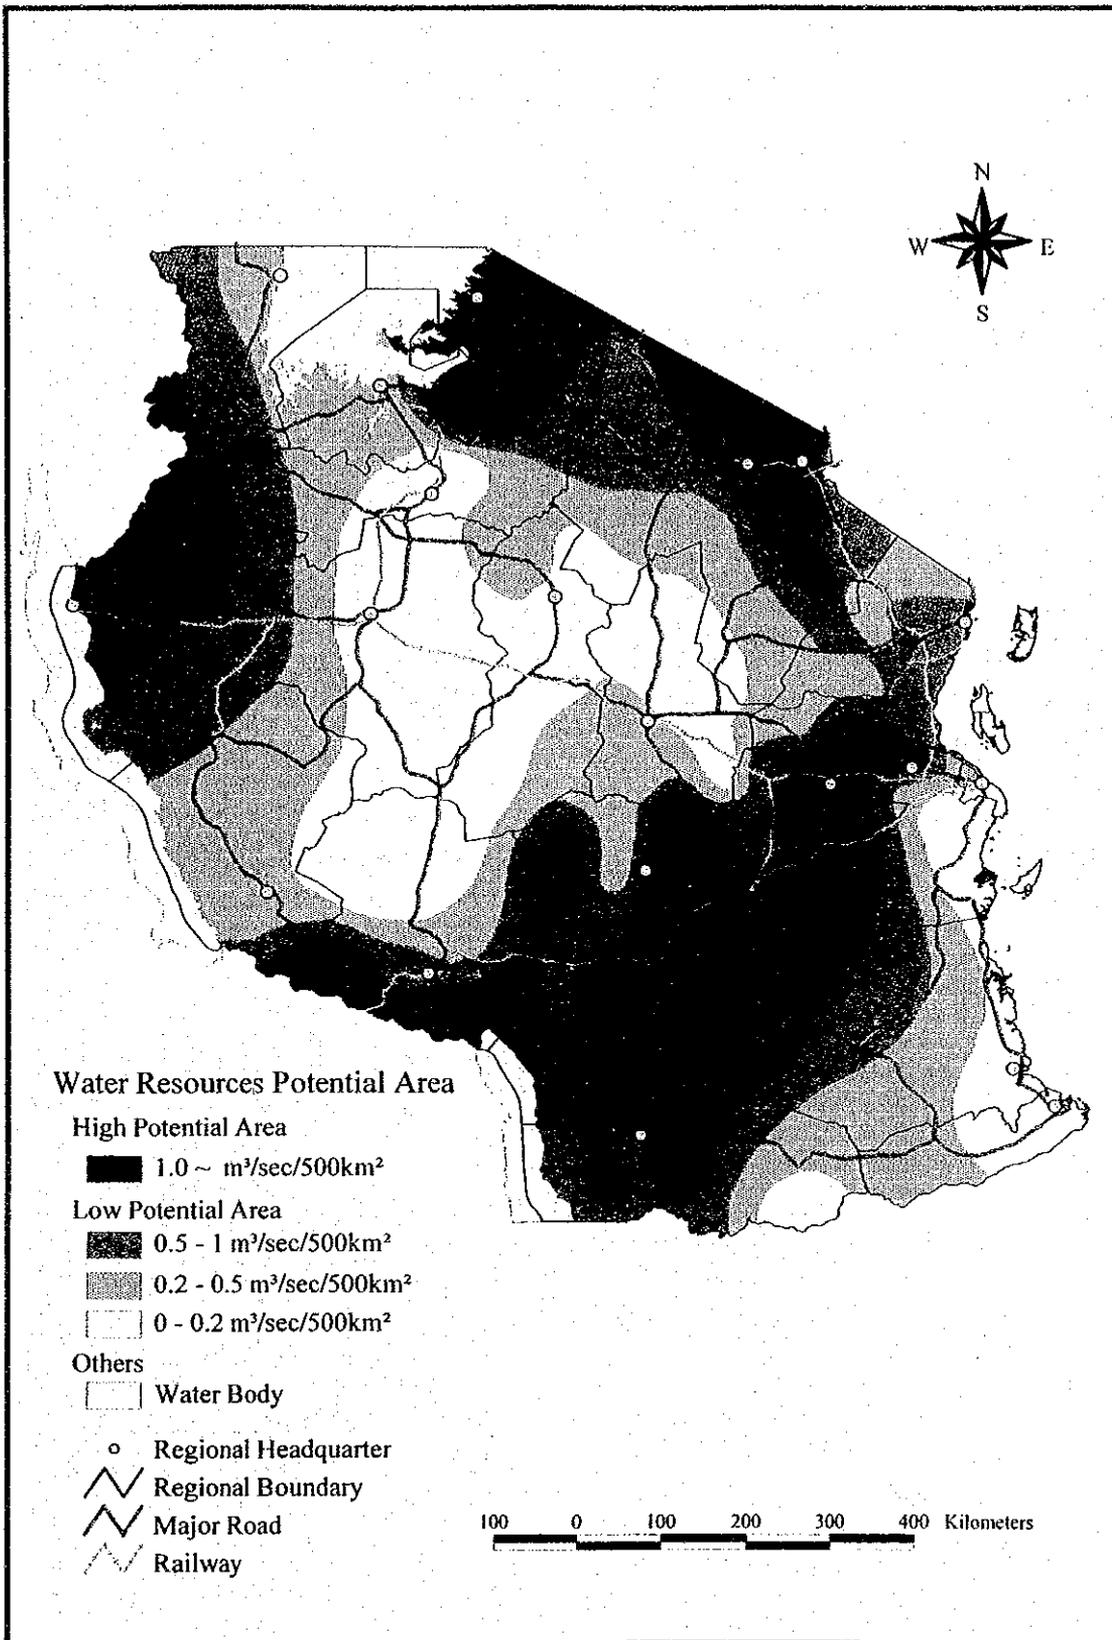 N
W E
S
Water Resources Potential Area
High Potential Area
1.0 ~ m³/sec/500km²
Low Potential Area
0.5 - 1 m³/sec/500km²
0.2 - 0.5 m³/sec/500km²
0 - 0.2 m³/sec/500km²
Others
Water Body
Regional Headquarter
Regional Boundary
Major Road
Railway
100 0 100 200 300 400 Kilometers